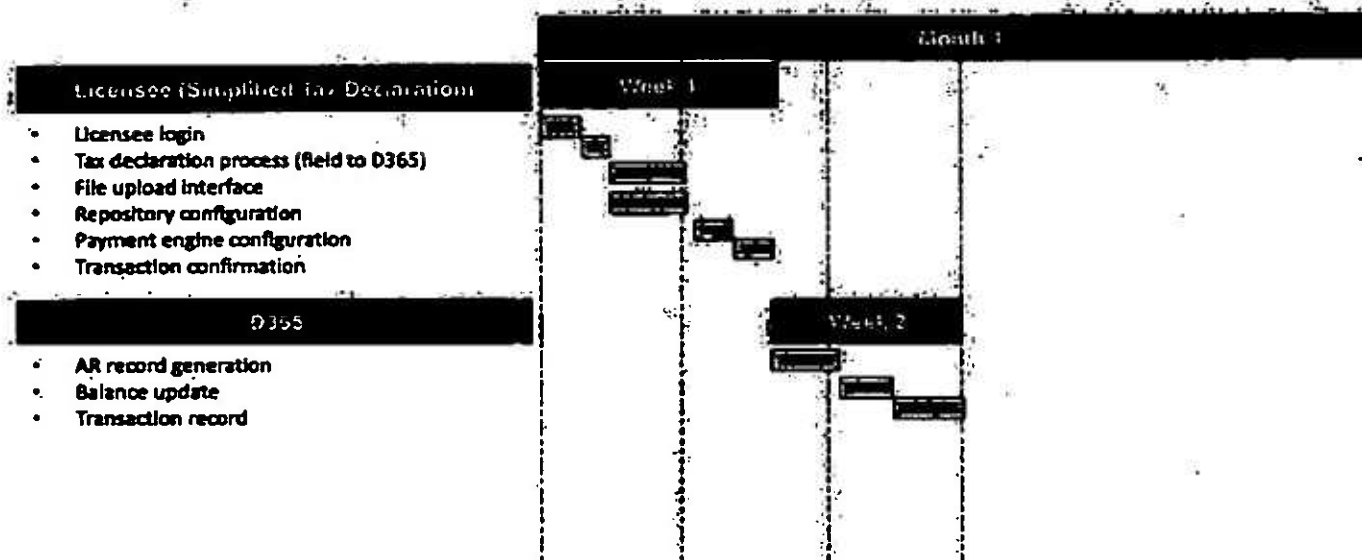 Month 1
Licensee (Simplified Tax Declaration)
Week 1
Licensee login
Tax declaration process (field to D365)
File upload interface
Repository configuration
Payment engine configuration
Transaction confirmation
D365
Week 2
AR record generation
Balance update
Transaction record